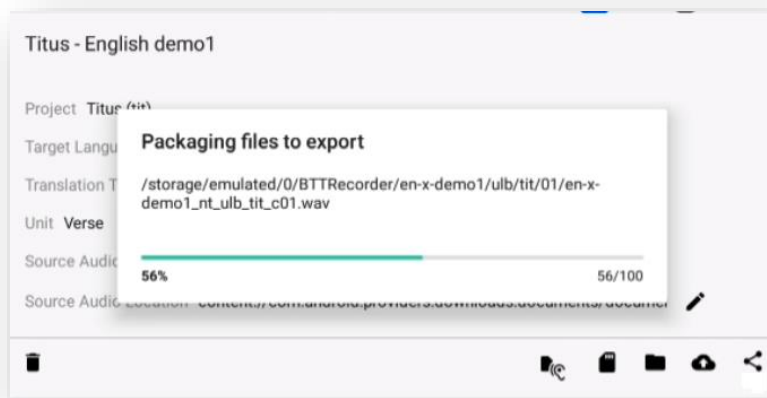 Titus - English demo1
Project Titus (tit)
Packaging files to export
Target Langu
/storage/emulated/0/BTTRecorder/en-x-demo1/ulb/tit/01/en-x-
Translation T
demo1_nt_ulb_tit_c01.wav
Unit Verse
Source Audio
56% 56/100
Source Audio Location content://com.android.providers.downloads.documents/documen